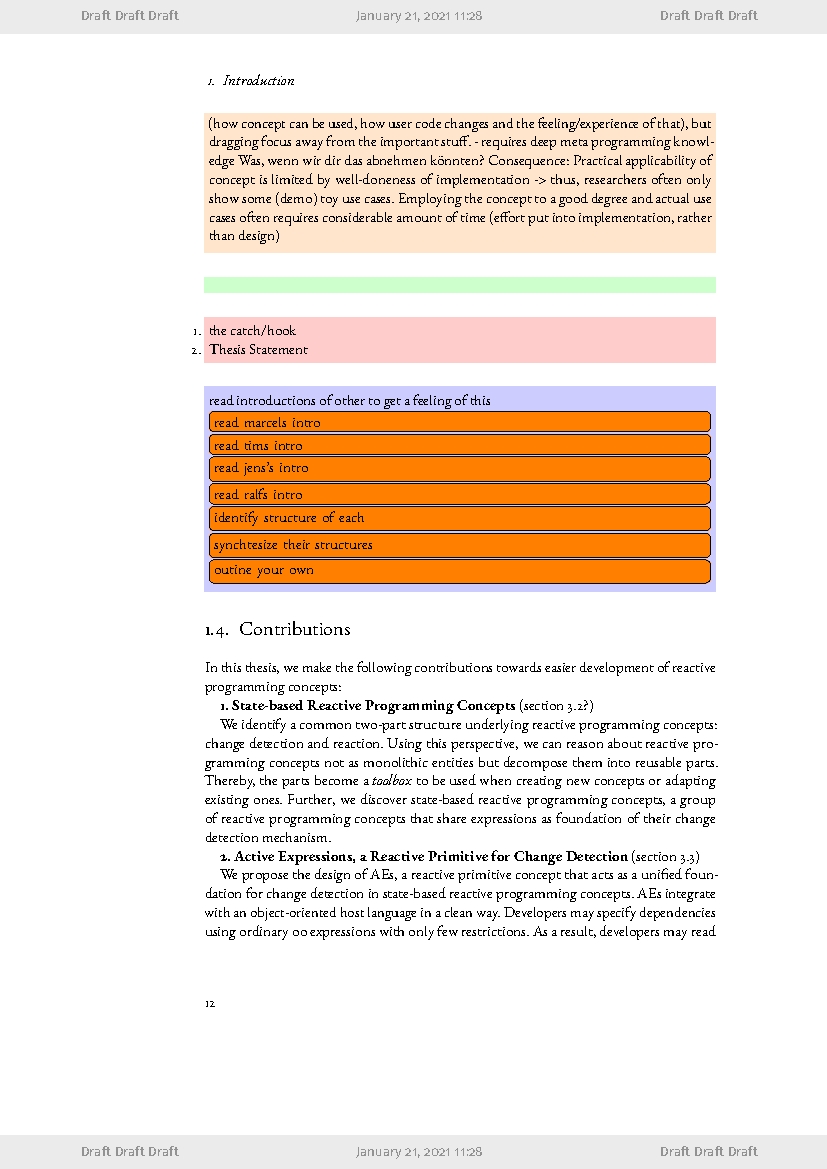 Draft Draft Draft January 21, 2021 11:28 Draft Draft Draft
1. Introduction
(how concept can be used, how user code changes and the feeling/experience of that), but
dragging focus away from the important stuff. - requires deep meta programming knowl-
edge Was, wenn wir dir das abnehmen könnten? Consequence: Practical applicability of
concept is limited by well-doneness of implementation -> thus, researchers often only
show some (demo) toy use cases. Employing the concept to a good degree and actual use
cases often requires considerable amount of time (effort put into implementation, rather
than design)
1. the catch/hook
2. Thesis Statement
read introductions of other to get a feeling of this
read marcels intro
read tims intro
read jens's intro
read ralfs intro
identify structure of each
synchtesize their structures
outine your own
1.4. Contributions
In this thesis, we make the following contributions towards easier development of reactive
programming concepts:
1. State-based Reactive Programming Concepts (section 3.2?)
We identify a common two-part structure underlying reactive programming concepts:
change detection and reaction. Using this perspective, we can reason about reactive pro-
gramming concepts not as monolithic entities but decompose them into reusable parts.
Thereby, the parts become a toolbox to be used when creating new concepts or adapting
existing ones. Further, we discover state-based reactive programming concepts, a group
of reactive programming concepts that share expressions as foundation of their change
detection mechanism.
2. Active Expressions, a Reactive Primitive for Change Detection (section 3.3)
We propose the design of AEs, a reactive primitive concept that acts as a unified foun-
dation for change detection in state-based reactive programming concepts. AEs integrate
with an object-oriented host language in a clean way. Developers may specify dependencies
using ordinary oo expressions with only few restrictions. As a result, developers may read
12
Draft Draft Draft January 21, 2021 11:28 Draft Draft Draft